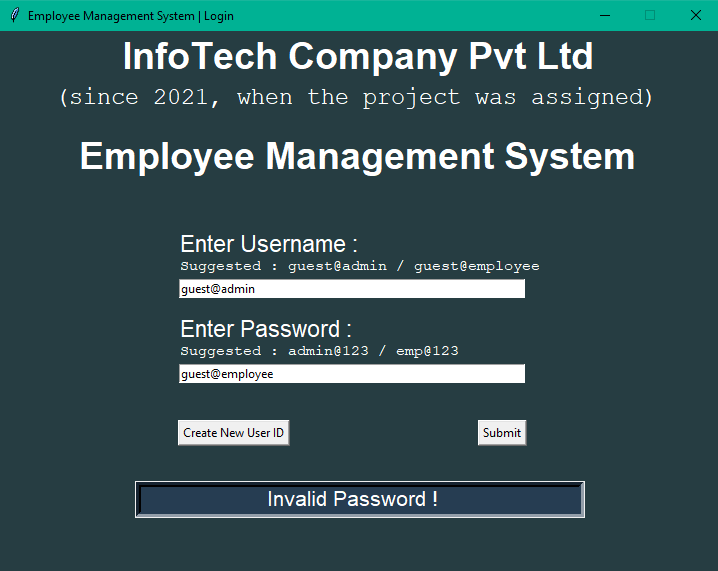 Employee Management System | Login
InfoTech Company Pvt Ltd
(since 2021, when the project was assigned)
Employee Management System
Enter Username :
Suggested : guest@admin / guest@employee
guest@admin
Enter Password :
Suggested : admin@123 / emp@123
guest@employee
Create New User ID
Submit
Invalid Password !